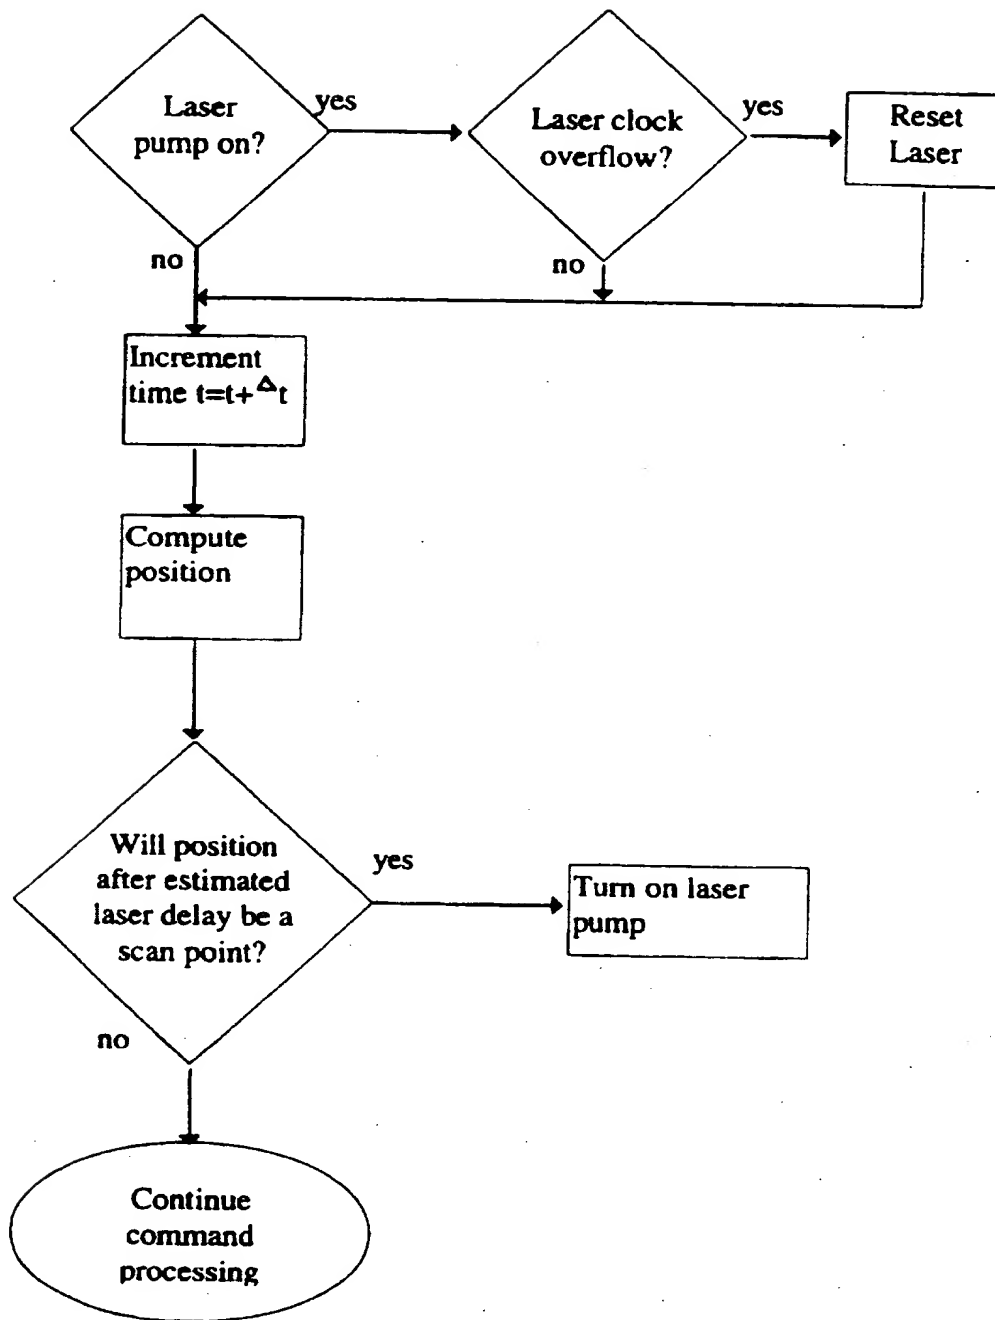 Laser
pump on?
yes
Laser clock
overflow?
yes
Reset
Laser
no
no
Increment
time t=t+Δt
Compute
position
Will position
after estimated
laser delay be a
scan point?
yes
Turn on laser
pump
no
Continue
command
processing